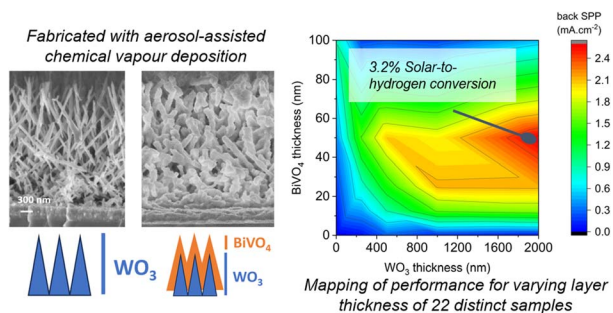 Fabricated with aerosol-assisted
chemical vapour deposition
300 nm
WO₃
BiVO₄
WO₃
back SPP
(mA.cm⁻²)
2.4
2.1
1.8
1.5
1.2
0.9
0.6
0.3
0.0
3.2% Solar-to-
hydrogen conversion
BiVO₄ thickness (nm)
100
80
60
40
20
0
0 400 800 1200 1600 2000
WO₃ thickness (nm)
Mapping of performance for varying layer
thickness of 22 distinct samples